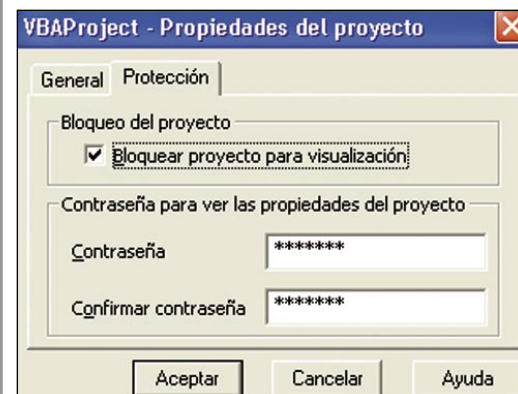 VBAProject - Propiedades del proyecto
General Protección
Bloqueo del proyecto
Bloquear proyecto para visualización
Contraseña para ver las propiedades del proyecto
Contraseña *******
Confirmar contraseña *******
Aceptar Cancelar Ayuda